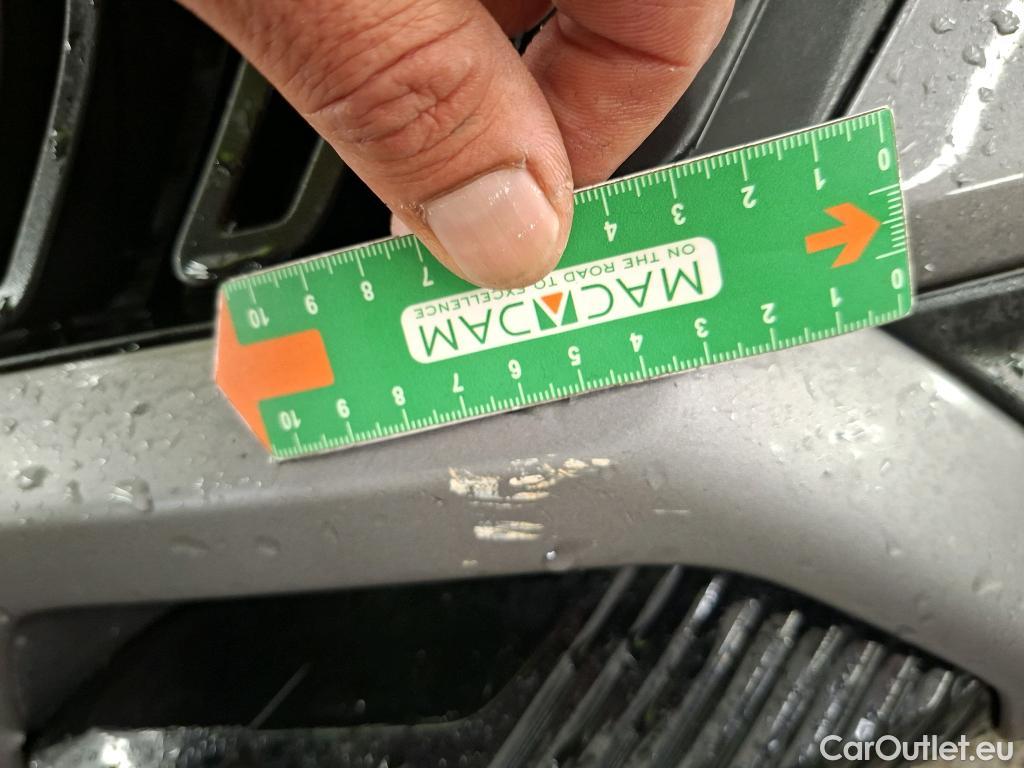 0 1 2 3 4 7 8 9 10
MACADAM
ON THE ROAD TO EXCELLENCE
0 1 2 3 4 5 6 7 8 9 10
CarOutlet.eu